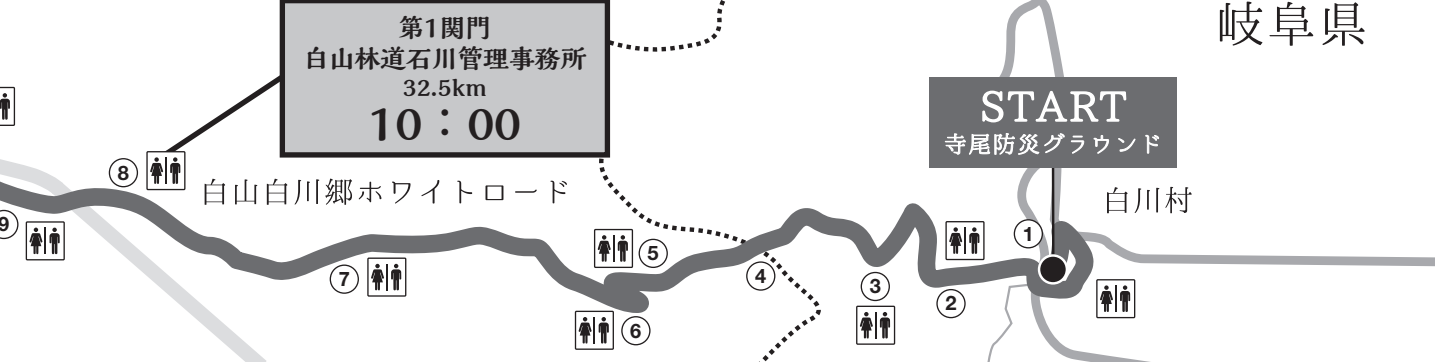 第1関門
白山林道石川管理事務所
32.5km
10：00
岐阜県
START
寺尾防災グラウンド
白川村
白山白川郷ホワイトロード
①
②
③
④
⑤
⑥
⑦
⑧
9